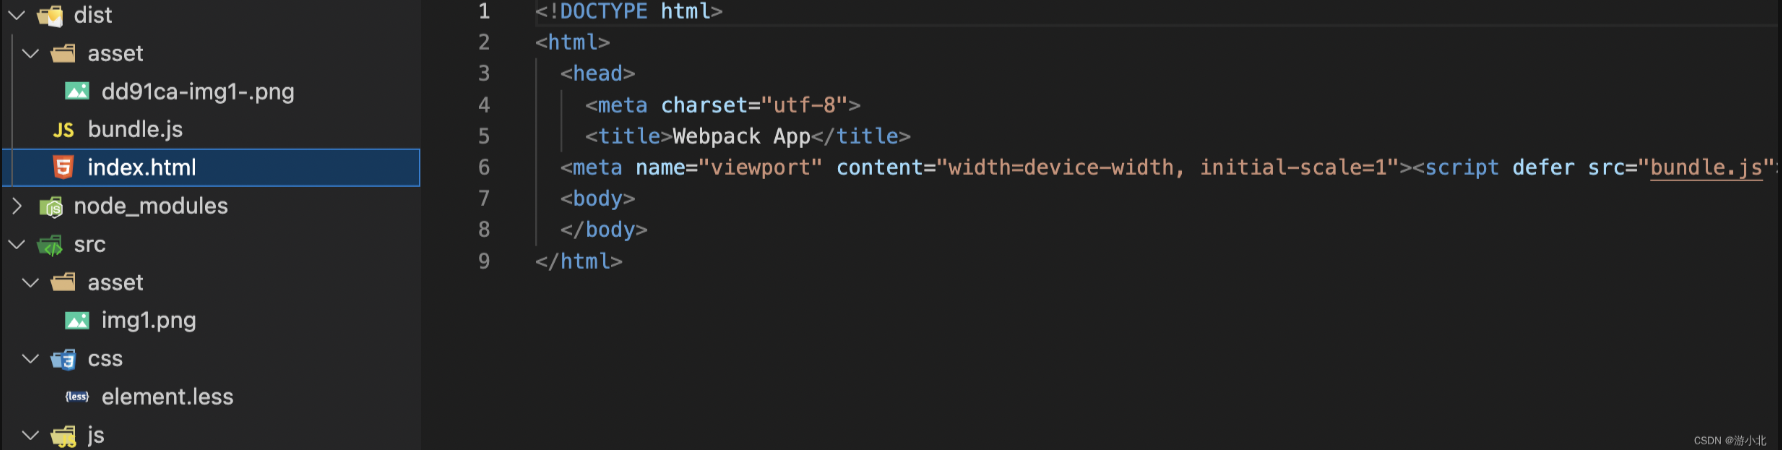 dist
asset
dd91ca-img1-.png
JS bundle.js
5 index.html
node_modules
src
asset
img1.png
css
{less} element.less
js
1 <!DOCTYPE html>
2 <html>
3 <head>
4 <meta charset="utf-8">
5 <title>Webpack App</title>
6 <meta name="viewport" content="width=device-width, initial-scale=1"><script defer src="bundle.js"
7 <body>
8 </body>
9 </html>
CSDN @游小北